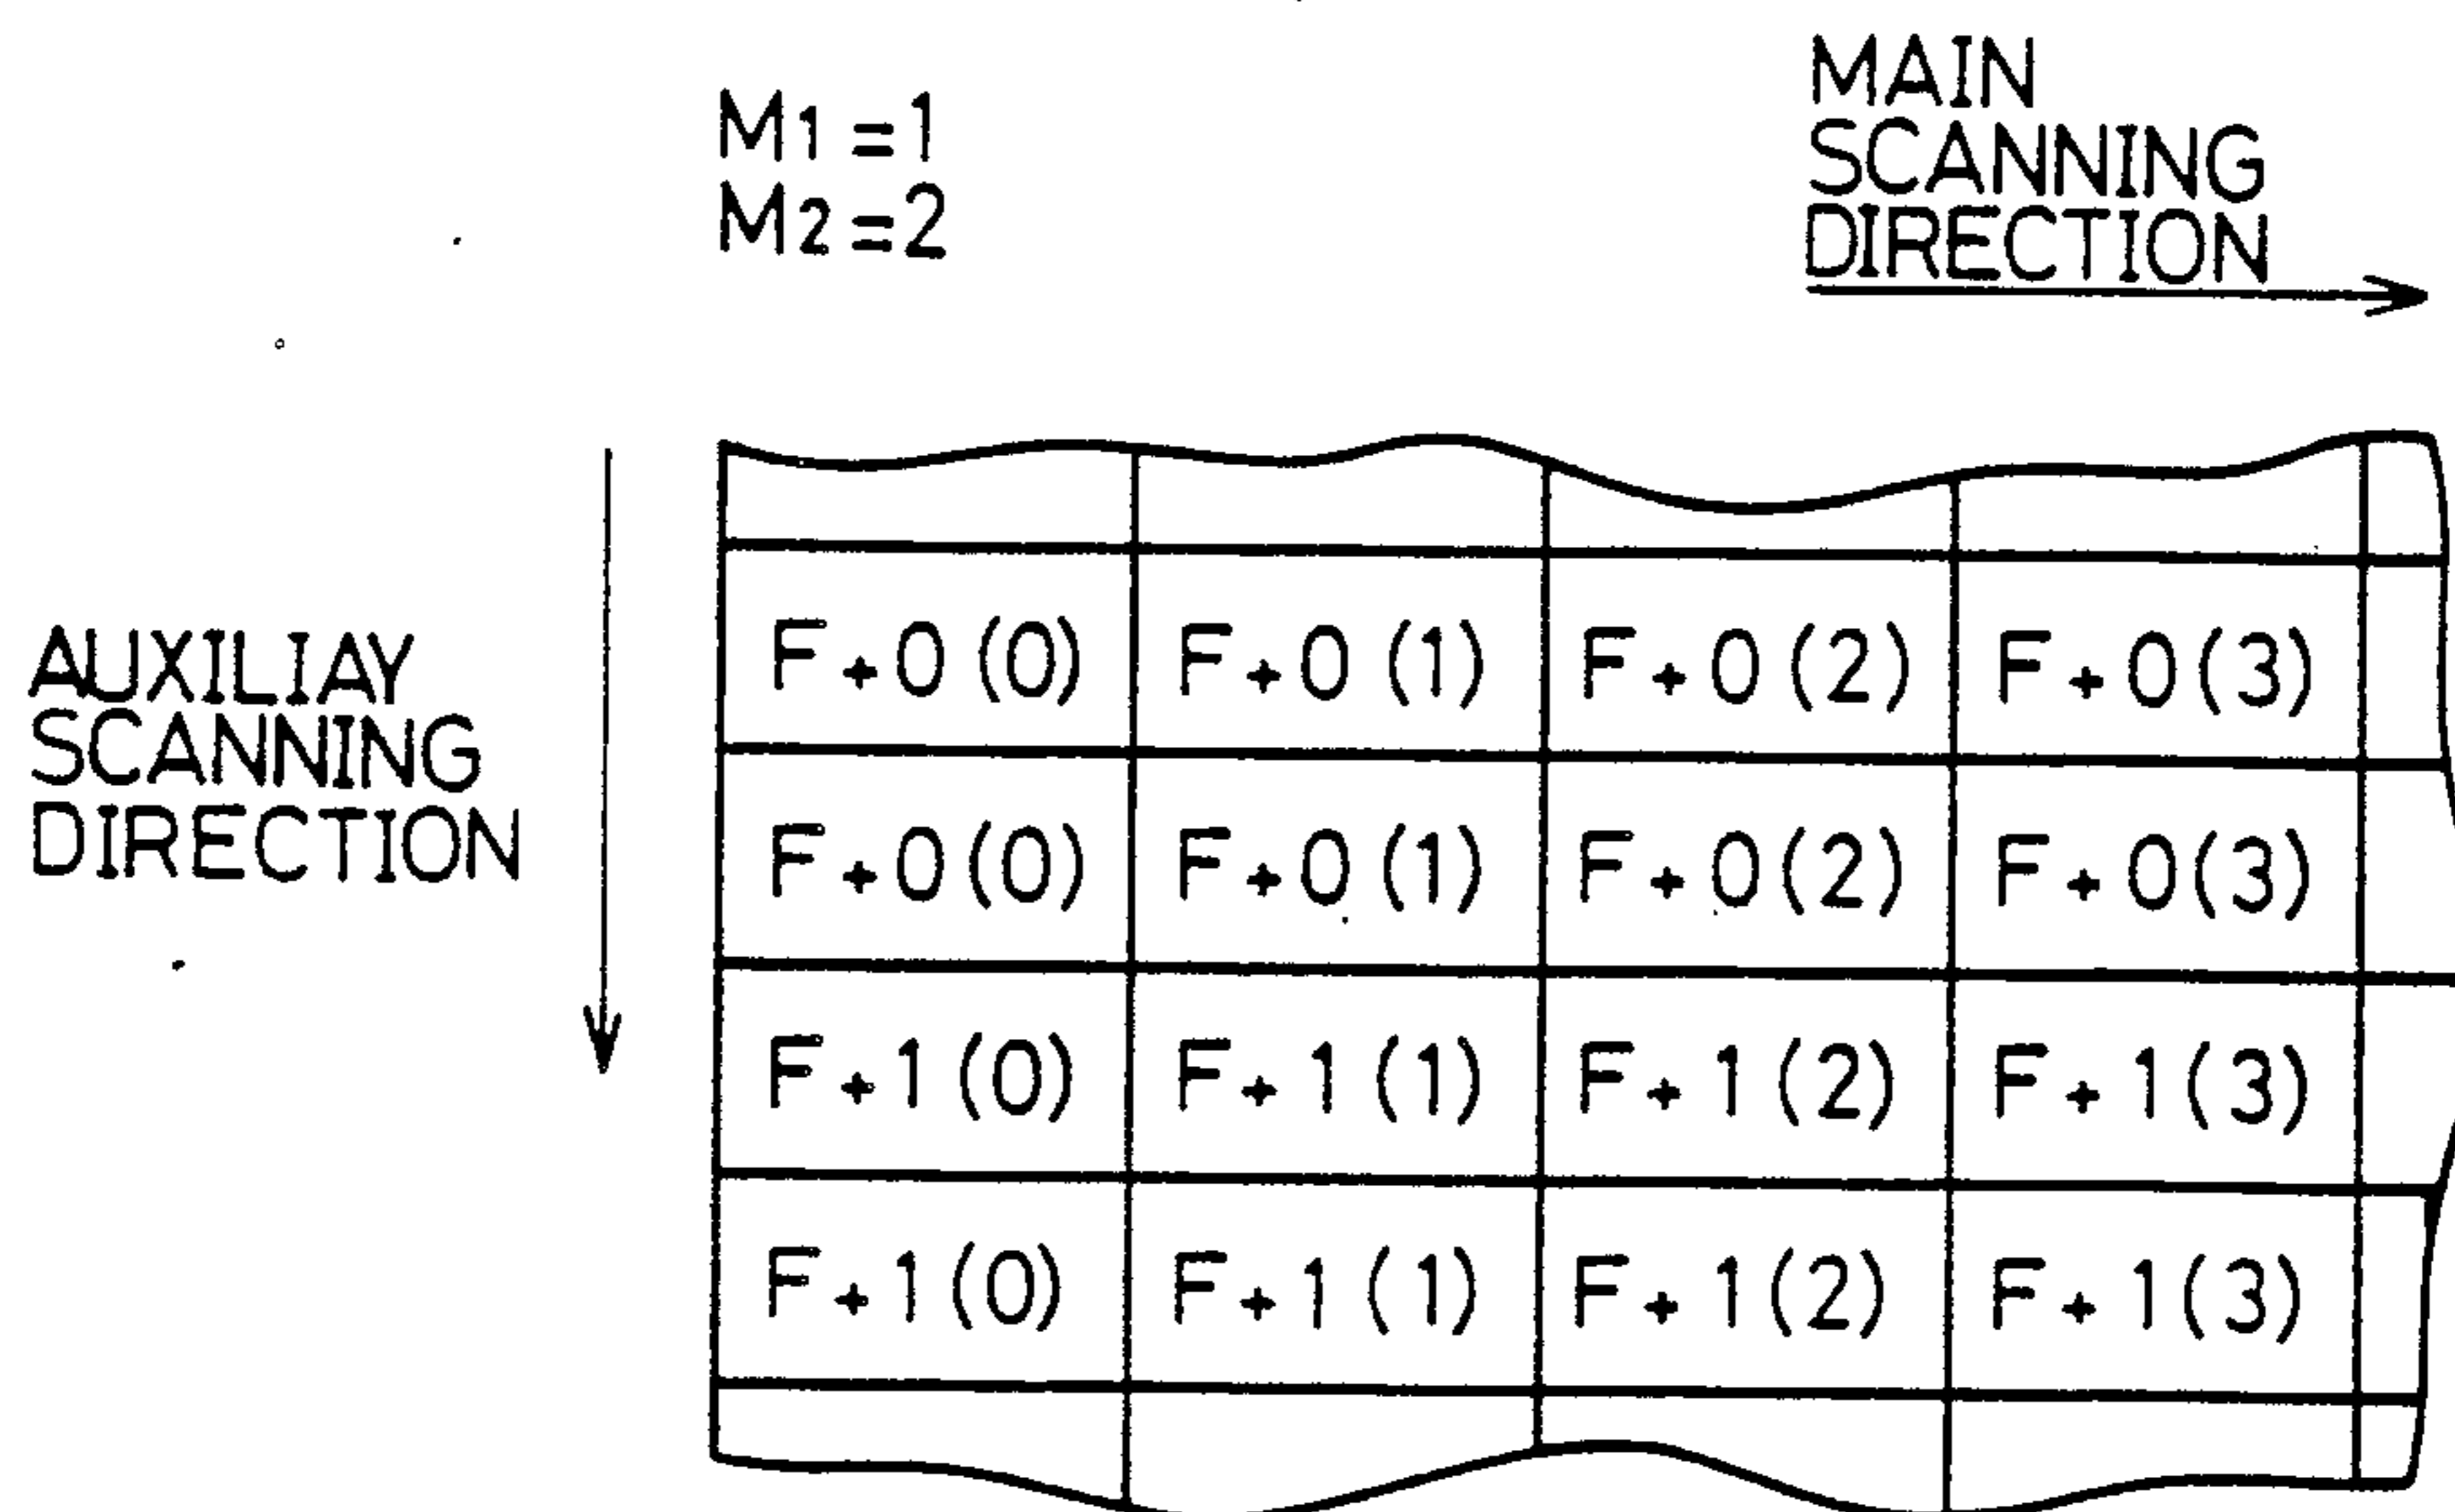 M1=1
M2=2
MAIN
SCANNING
DIRECTION
AUXILIAY
SCANNING
DIRECTION
F+0(0) F+0(1) F+0(2) F+0(3)
F+0(0) F+0(1) F+0(2) F+0(3)
F+1(0) F+1(1) F+1(2) F+1(3)
F+1(0) F+1(1) F+1(2) F+1(3)